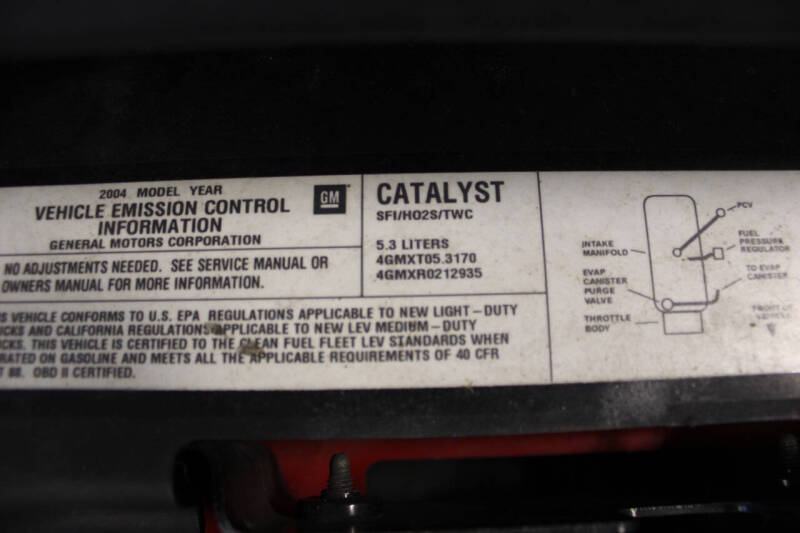 2004 MODEL YEAR
VEHICLE EMISSION CONTROL
INFORMATION
GENERAL MOTORS CORPORATION
GM
NO ADJUSTMENTS NEEDED. SEE SERVICE MANUAL OR
OWNERS MANUAL FOR MORE INFORMATION.
CATALYST
SFI/HO2S/TWC
5.3 LITERS
4GMXT05.3170
4GMXR0212935
VEHICLE CONFORMS TO U.S. EPA REGULATIONS APPLICABLE TO NEW LIGHT-DUTY
AND CALIFORNIA REGULATIONS APPLICABLE TO NEW LEV MEDIUM-DUTY
THIS VEHICLE IS CERTIFIED TO THE CLEAN FUEL FLEET LEV STANDARDS WHEN
ON GASOLINE AND MEETS ALL THE APPLICABLE REQUIREMENTS OF 40 CFR
88. OBD II CERTIFIED.
PCV
FUEL
PRESSURE
REGULATOR
INTAKE
MANIFOLD
TO EVAP
CANISTER
EVAP
CANISTER
PURGE
VALVE
THROTTLE
BODY
FRONT OF
VEHICLE